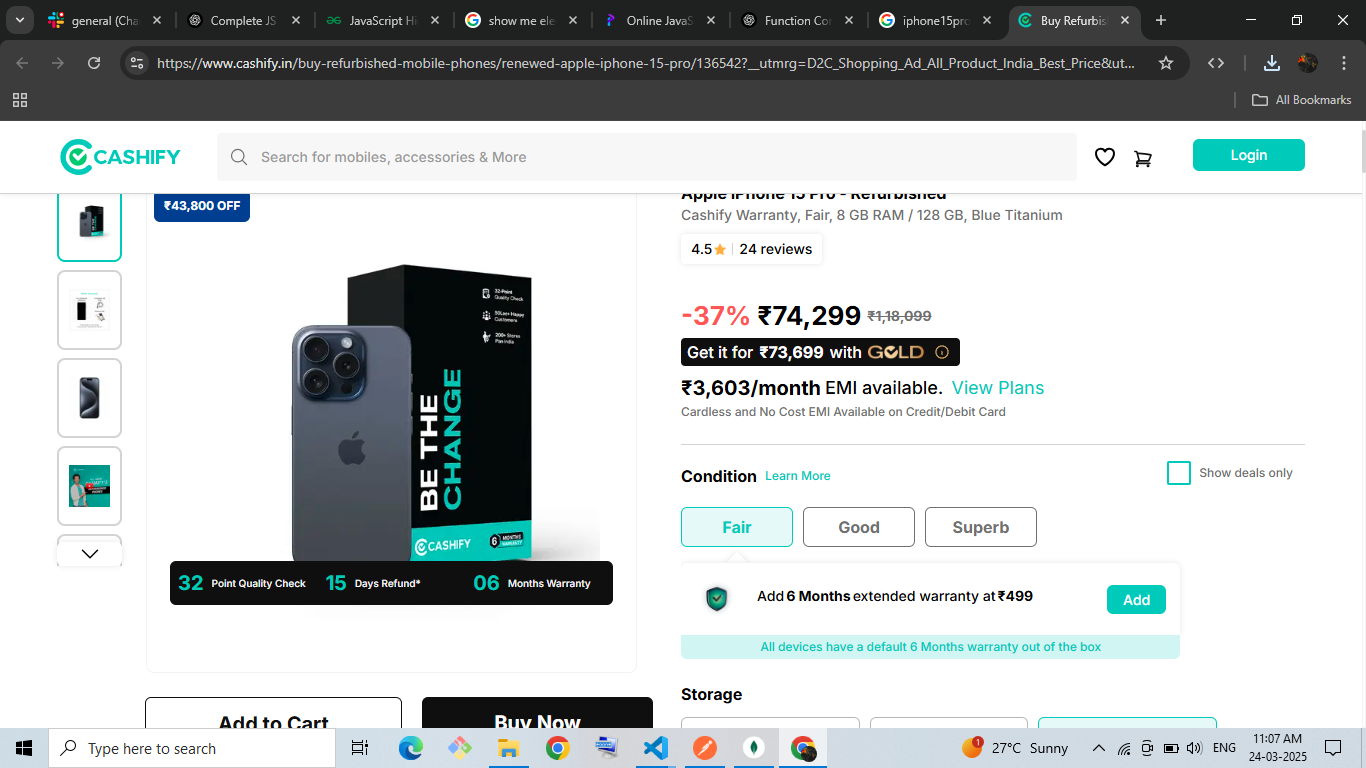 general (Cha
Complete JS
JavaScript Hi
show me ele
Online JavaS
Function Cor
iphone15pro
Buy Refurbis
https://www.cashify.in/buy-refurbished-mobile-phones/renewed-apple-iphone-15-pro/136542?__utmrg=D2C_Shopping_Ad_All_Product_India_Best_Price&ut...
All Bookmarks
CASHIFY
Search for mobiles, accessories & More
Login
₹43,800 OFF
Apple iPhone 15 Pro - Refurbished
Cashify Warranty, Fair, 8 GB RAM / 128 GB, Blue Titanium
4.5 24 reviews
32-Point
Quality Check
Customers
200+ Stores
Pan India
BE THE
CHANGE
CASHIFY
6 MONTHS
WARRANTY
32 Point Quality Check 15 Days Refund* 06 Months Warranty
-37% ₹74,299 ₹1,18,099
Get it for ₹73,699 with GOLD
₹3,603/month EMI available. View Plans
Cardless and No Cost EMI Available on Credit/Debit Card
Condition Learn More
Show deals only
Fair Good Superb
Add 6 Months extended warranty at ₹499
Add
All devices have a default 6 Months warranty out of the box
Storage
Add to Cart
Buy Now
Type here to search
1
27°C Sunny
ENG
11:07 AM
24-03-2025